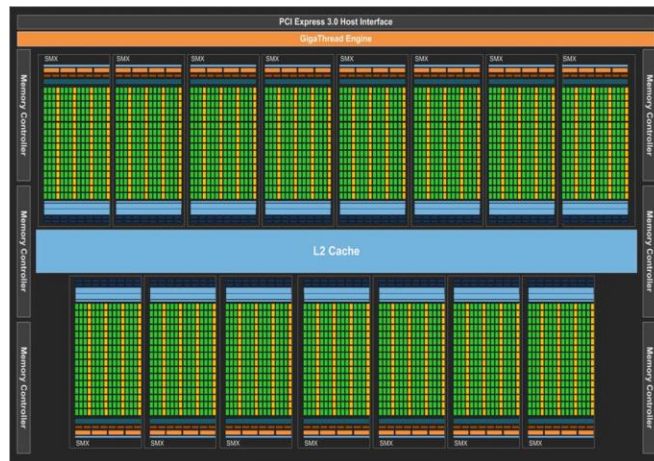 PCI Express 3.0 Host Interface
GigaThread Engine
SMX SMX SMX SMX SMX SMX SMX SMX
Memory Controller
Memory Controller
Memory Controller
Memory Controller
L2 Cache
Memory Controller
Memory Controller
SMX SMX SMX SMX SMX SMX SMX